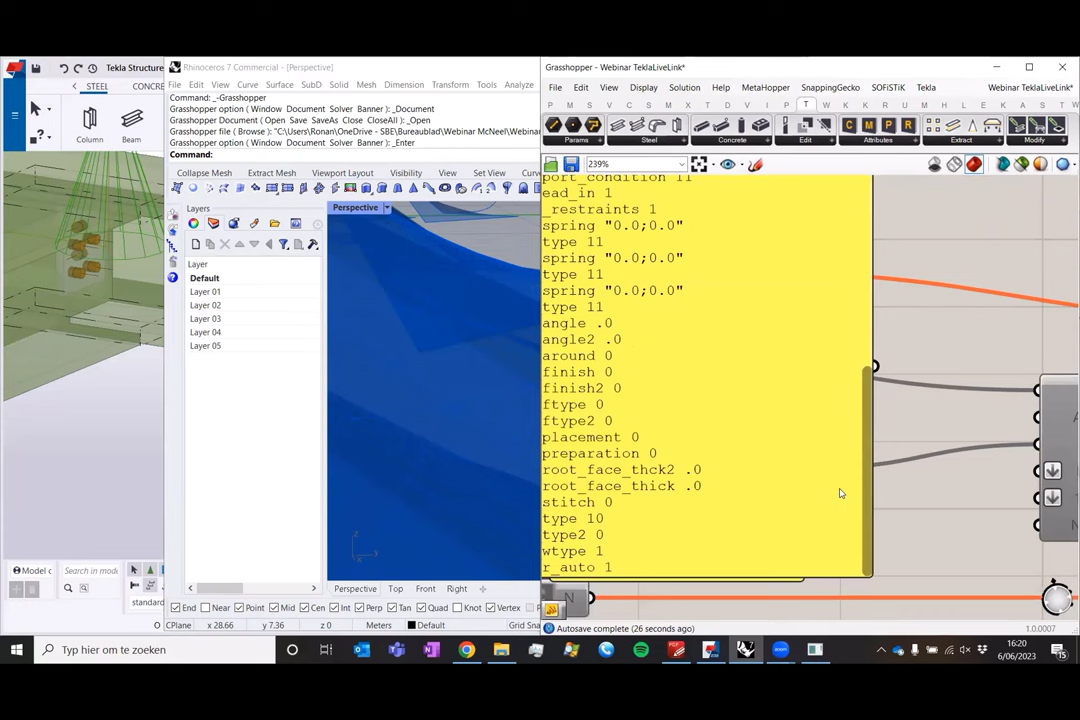 Tekla Structure
STEEL
CONCRE
Column
Beam
Model o
Search in mode
standard
Rhinoceros 7 Commercial - [Perspective]
File Edit View Curve Surface SubD Solid Mesh Dimension Transform Tools Analyze
Command: _-Grasshopper
Grasshopper option ( Window Document Solver Banner ): _Document
Grasshopper Document ( Open Save SaveAs Close CloseAll ): _Open
Grasshopper file ( Browse ): "C:\Users\Ronan\OneDrive - SBE\Bureaublad\Webinar McNeel\Webinar
Grasshopper option ( Window Document Solver Banner ): _Enter
Command:
Collapse Mesh Extract Mesh Viewport Layout Visibility View Set View
Layers
Layer
Default
Layer 01
Layer 02
Layer 03
Layer 04
Layer 05
Perspective
z
y
x
Perspective Top Front Right
End Near Point Mid Cen Int Perp Tan Quad Knot Vertex
CPlane x 28.66 y 7.36 z 0 Meters Default Grid Sna
Grasshopper - Webinar TeklaLiveLink*
File Edit View Display Solution Help MetaHopper SnappingGecko SOFiSTiK Tekla Webinar TeklaLiveLink*
Params Steel Concrete Edit Attributes Extract Modify
239%
port_condition 11
ead_in 1
_restraints 1
spring "0.0;0.0"
type 11
spring "0.0;0.0"
type 11
spring "0.0;0.0"
type 11
angle .0
angle2 .0
around 0
finish 0
finish2 0
ftype 0
ftype2 0
placement 0
preparation 0
root_face_thck2 .0
root_face_thick .0
stitch 0
type 10
type2 0
wtype 1
r_auto 1
N
Autosave complete (26 seconds ago)
1.0.0007
Typ hier om te zoeken
16:20
6/06/2023
15